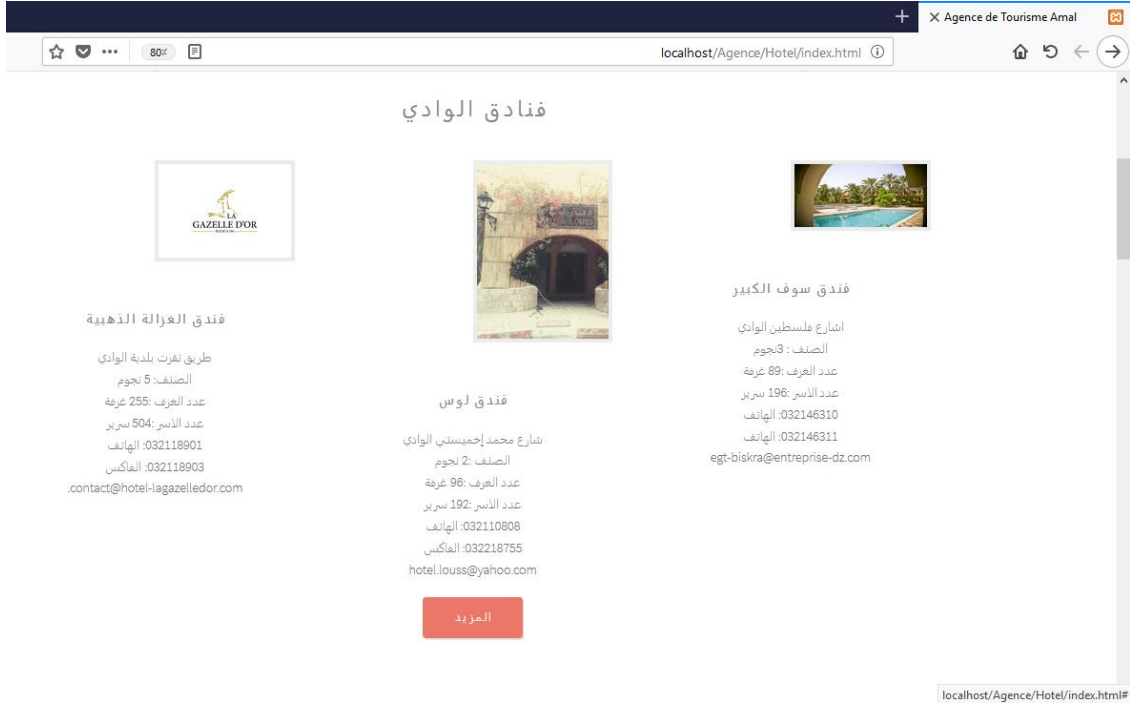 Agence de Tourisme Amal
80%
localhost/Agence/Hotel/index.html
فنادق الوادي
فندق سوف الكبير
اشارع فلسطين الوادي
الصنف : 3نجوم
عدد الغرف :89 غرفة
عدد الاسر :196 سرير
032146310: الهاتف
032146311: الهاتف
egt-biskra@entreprise-dz.com
فندق لوس
شارع محمد إخميستي الوادي
الصنف :2 نجوم
عدد الغرف :96 غرفة
عدد الاسر :192 سرير
032110808: الهاتف
032218755: الفاكس
hotel.louss@yahoo.com
المزيد
LA
GAZELLE D'OR
فندق الغزالة الذهبية
طريق تقرت بلدية الوادي
الصنف: 5 نجوم
عدد الغرف :255 غرفة
عدد الاسر :504 سرير
032118901: الهاتف
032118903: الفاكس
contact@hotel-lagazelledor.com.
localhost/Agence/Hotel/index.html#